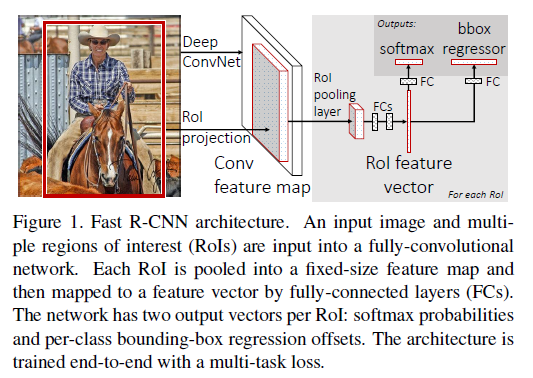 Outputs:
bbox
softmax regressor
Deep
ConvNet
RoI
pooling
layer
FC
FC
FCs
RoI
projection
Conv
feature map
RoI feature
vector
For each RoI
Figure 1. Fast R-CNN architecture. An input image and multi-
ple regions of interest (RoIs) are input into a fully-convolutional
network. Each RoI is pooled into a fixed-size feature map and
then mapped to a feature vector by fully-connected layers (FCs).
The network has two output vectors per RoI: softmax probabilities
and per-class bounding-box regression offsets. The architecture is
trained end-to-end with a multi-task loss.